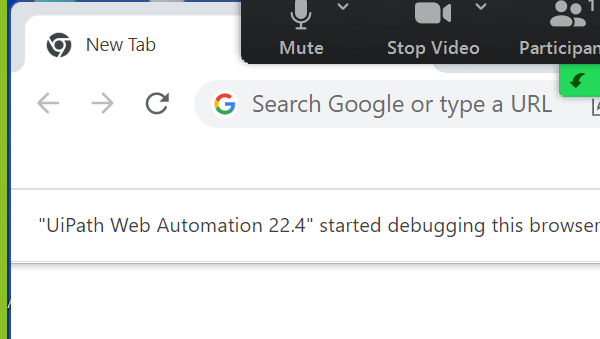 New Tab
Mute
Stop Video
Participan
1
Search Google or type a URL
"UiPath Web Automation 22.4" started debugging this browser